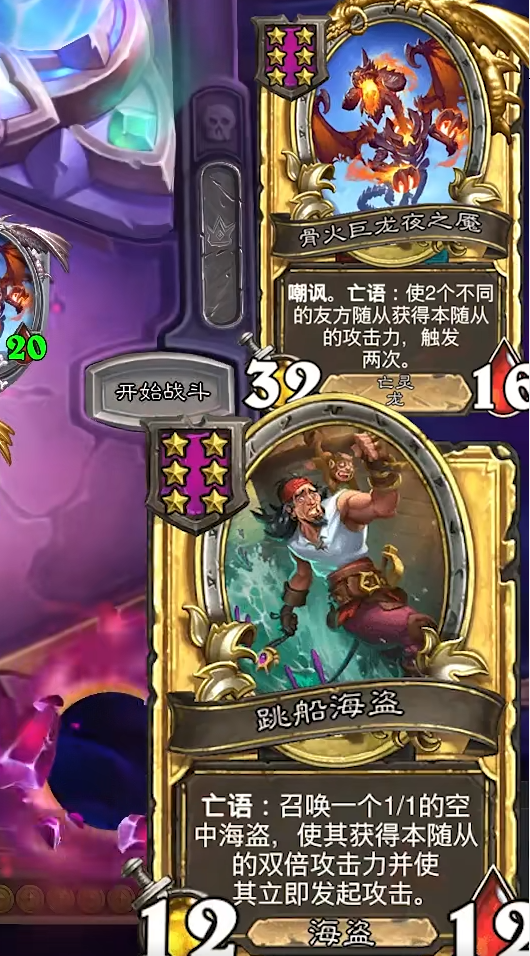 骨火巨龙夜之魇
嘲讽。亡语：使2个不同
的友方随从获得本随从
的攻击力，触发
两次。
39
亡灵
龙
16
20
开始战斗
跳船海盗
亡语：召唤一个1/1的空
中海盗，使其获得本随从
的双倍攻击力并使
其立即发起攻击。
12
海盗
12